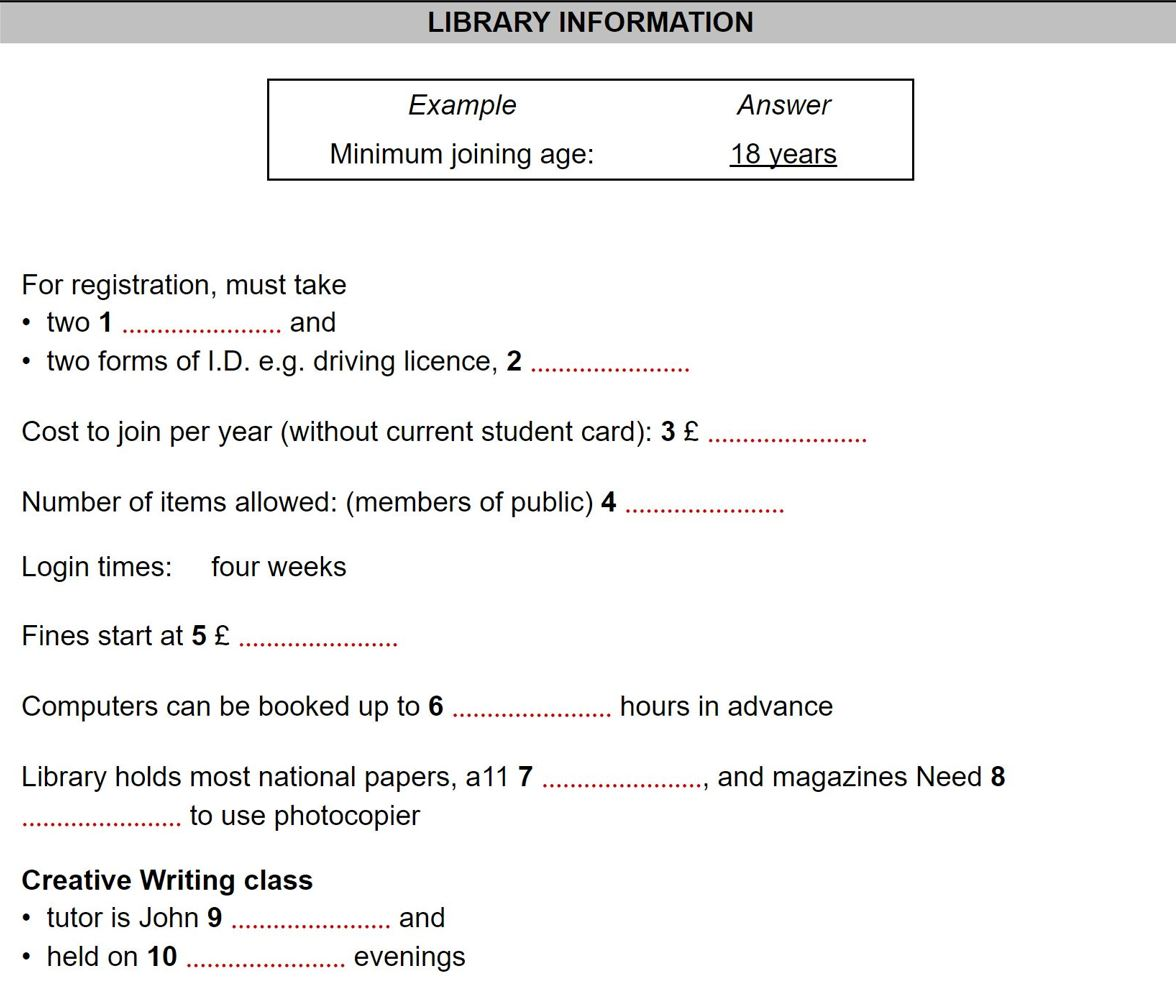 LIBRARY INFORMATION
Example Answer
Minimum joining age: 18 years
For registration, must take
• two 1 ....................... and
• two forms of I.D. e.g. driving licence, 2 .......................
Cost to join per year (without current student card): 3 £ .......................
Number of items allowed: (members of public) 4 .......................
Login times: four weeks
Fines start at 5 £ .......................
Computers can be booked up to 6 ....................... hours in advance
Library holds most national papers, a11 7 ......................., and magazines Need 8
....................... to use photocopier
Creative Writing class
• tutor is John 9 ....................... and
• held on 10 ....................... evenings